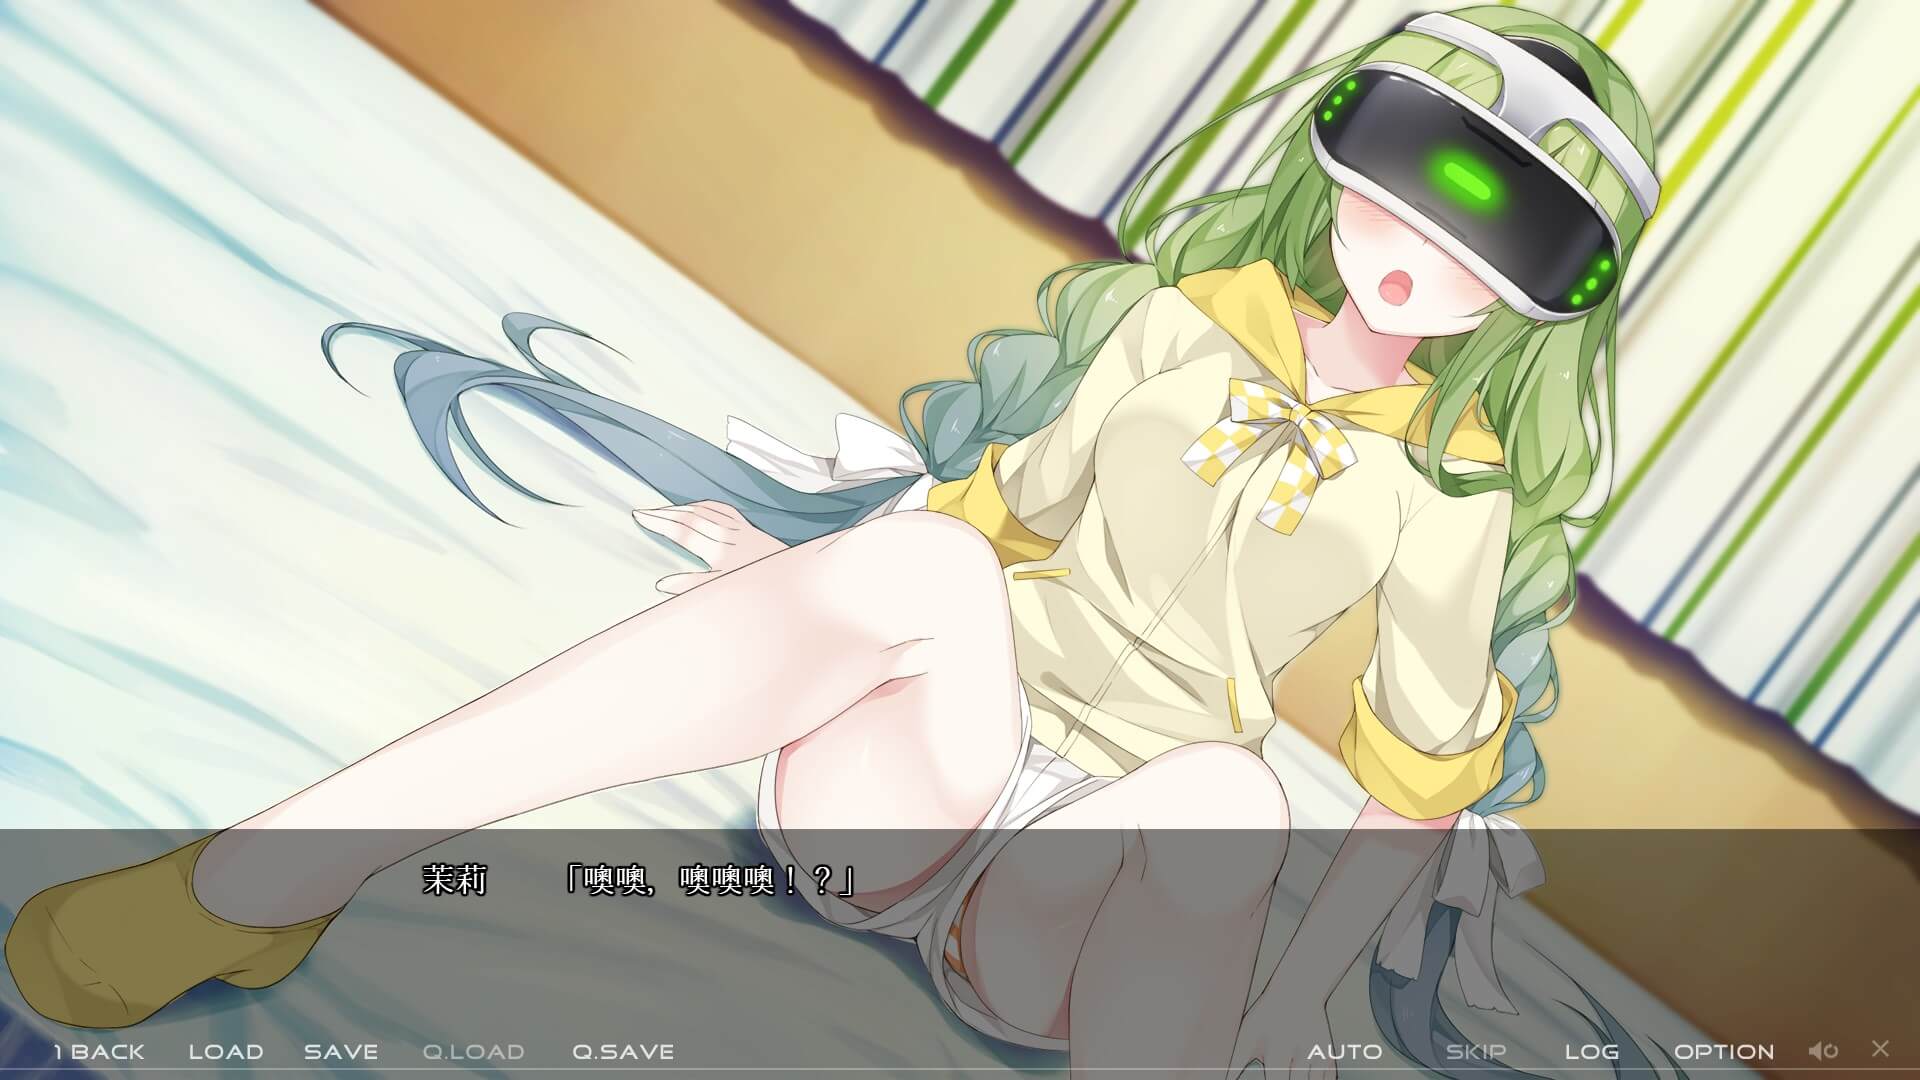 茉莉 「噢噢，噢噢噢！？」
1 BACK LOAD SAVE Q.LOAD Q.SAVE AUTO SKIP LOG OPTION